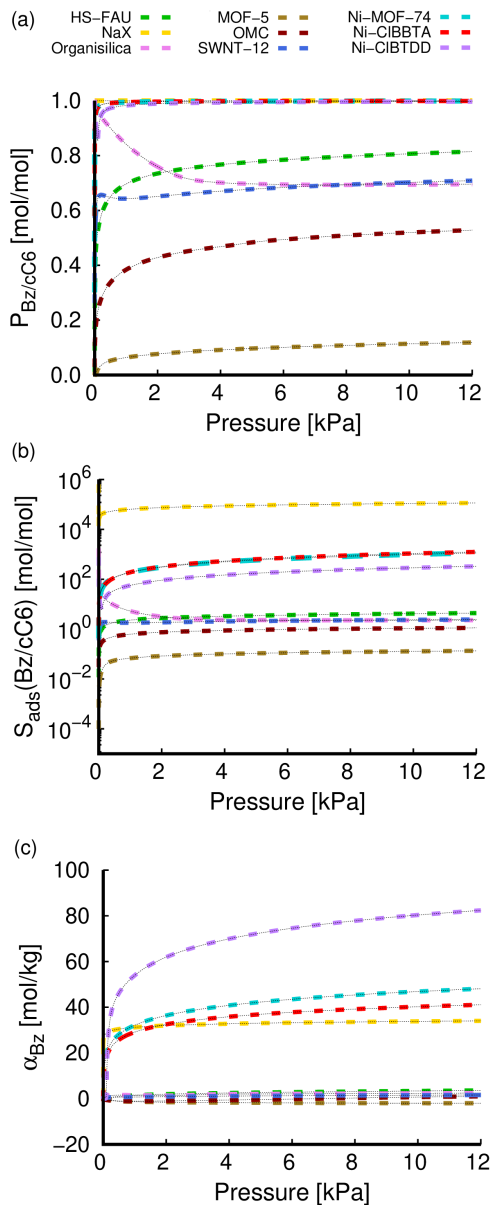 (a)
HS−FAU MOF−5 Ni−MOF−74
NaX OMC Ni−ClBBTA
Organisilica SWNT−12 Ni−ClBTDD
1.0
0.8
0.6
0.4
0.2
0.0
P_Bz/cC6 [mol/mol]
0 2 4 6 8 10 12
Pressure [kPa]
(b)
10^6
10^4
10^2
10^0
10^−2
10^−4
S_ads(Bz/cC6) [mol/mol]
0 2 4 6 8 10 12
Pressure [kPa]
(c)
100
80
60
40
20
0
−20
α_Bz [mol/kg]
0 2 4 6 8 10 12
Pressure [kPa]